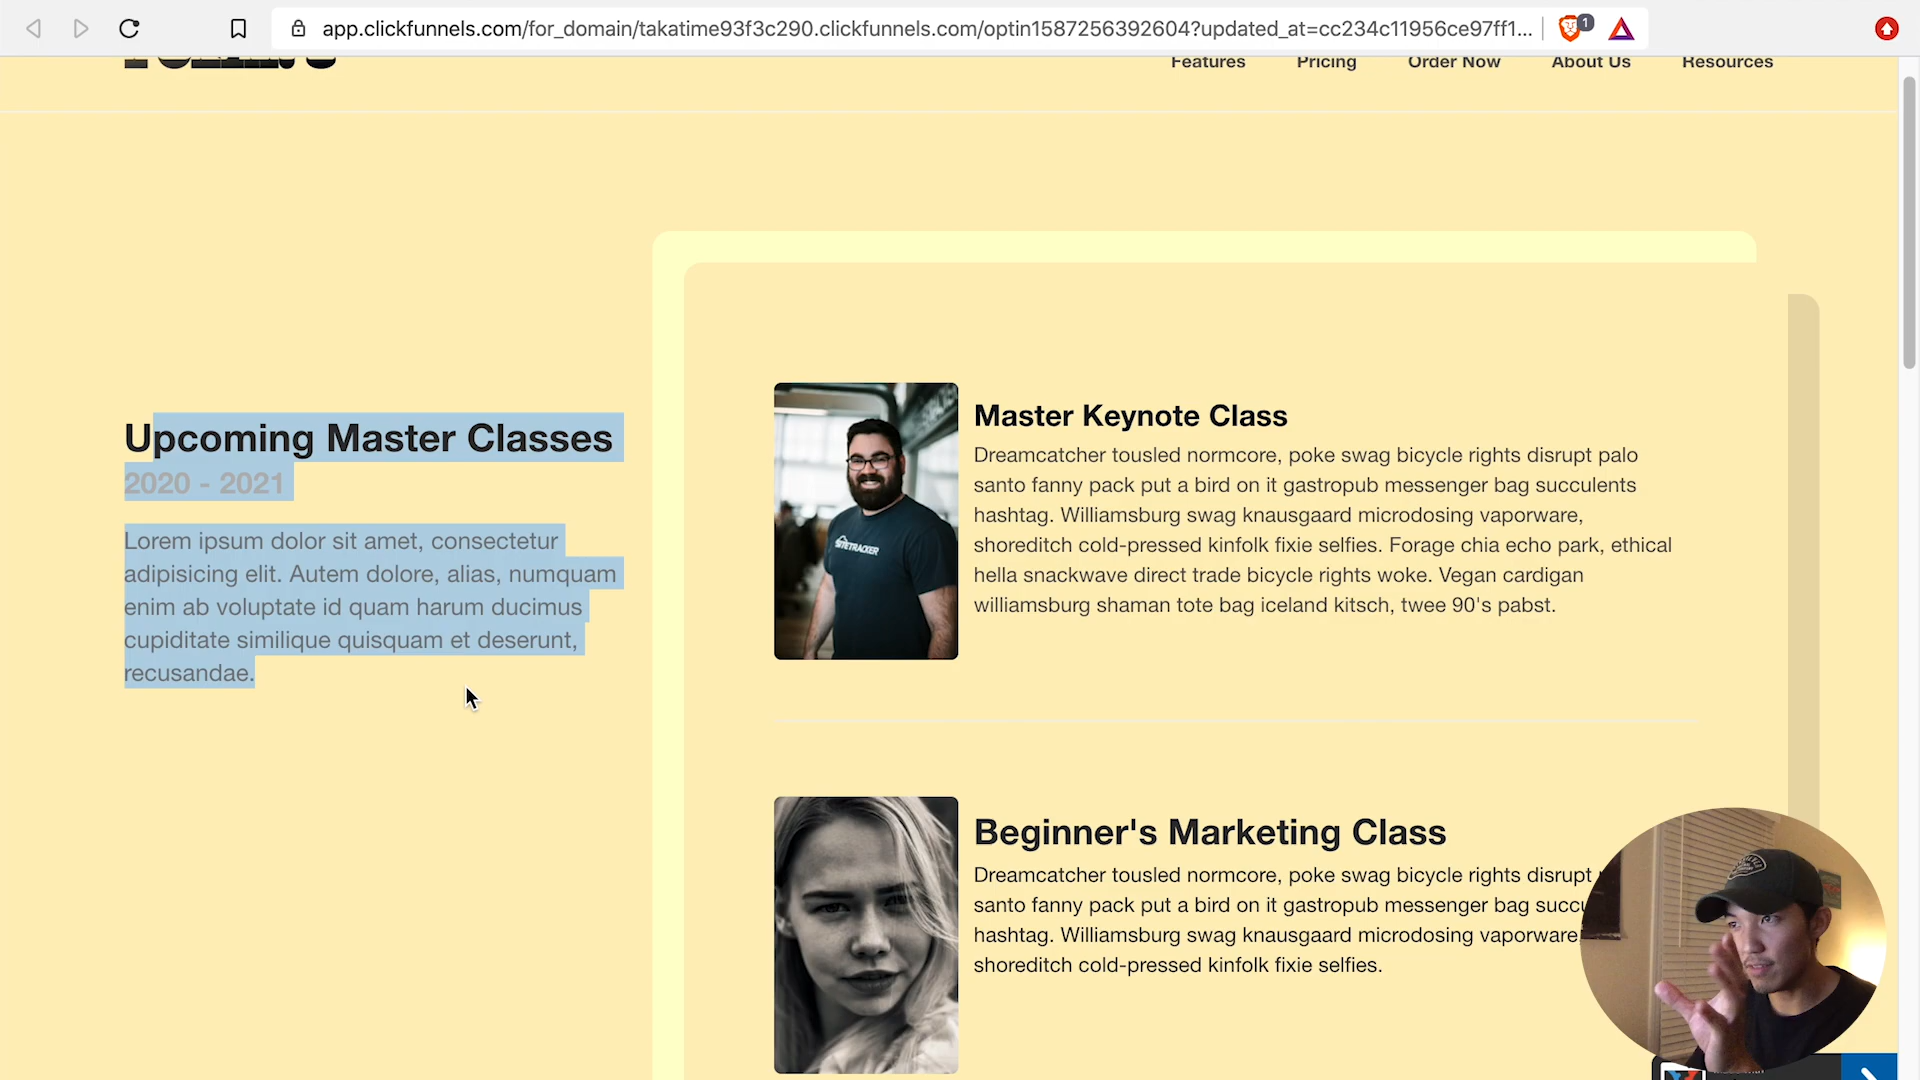 app.clickfunnels.com/for_domain/takatime93f3c290.clickfunnels.com/optin1587256392604?updated_at=cc234c11956ce97ff1...
1
Features
Pricing
Order Now
About Us
Resources
Upcoming Master Classes
2020 - 2021
Lorem ipsum dolor sit amet, consectetur
adipisicing elit. Autem dolore, alias, numquam
enim ab voluptate id quam harum ducimus
cupiditate similique quisquam et deserunt,
recusandae.
SITETRACKER
Master Keynote Class
Dreamcatcher tousled normcore, poke swag bicycle rights disrupt palo
santo fanny pack put a bird on it gastropub messenger bag succulents
hashtag. Williamsburg swag knausgaard microdosing vaporware,
shoreditch cold-pressed kinfolk fixie selfies. Forage chia echo park, ethical
hella snackwave direct trade bicycle rights woke. Vegan cardigan
williamsburg shaman tote bag iceland kitsch, twee 90's pabst.
Beginner's Marketing Class
Dreamcatcher tousled normcore, poke swag bicycle rights disrupt
santo fanny pack put a bird on it gastropub messenger bag succu
hashtag. Williamsburg swag knausgaard microdosing vaporware,
shoreditch cold-pressed kinfolk fixie selfies.